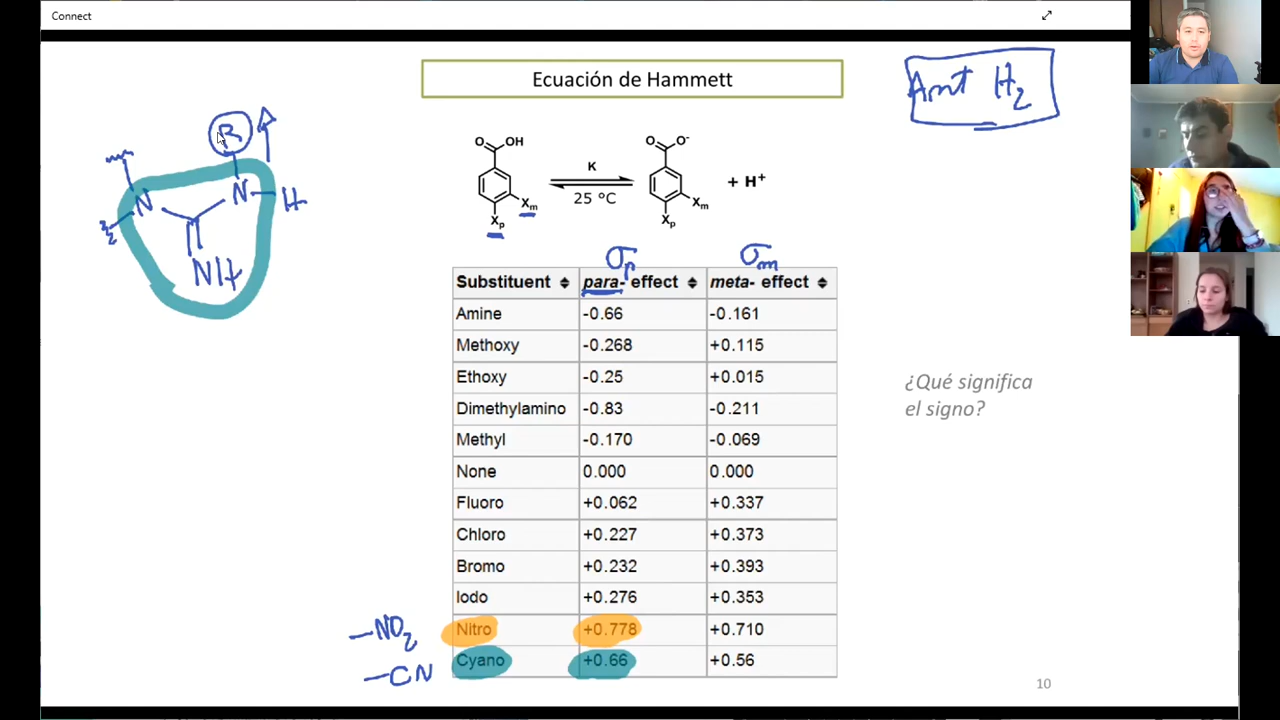 Connect
Ecuación de Hammett
Ant H2
R
N
N
H
NH
O
OH
Xm
Xp
K
25 °C
O
O-
Xm
Xp
+ H+
σp
σm
Substituent para- effect meta- effect
Amine -0.66 -0.161
Methoxy -0.268 +0.115
Ethoxy -0.25 +0.015
Dimethylamino -0.83 -0.211
Methyl -0.170 -0.069
None 0.000 0.000
Fluoro +0.062 +0.337
Chloro +0.227 +0.373
Bromo +0.232 +0.393
Iodo +0.276 +0.353
-NO2 Nitro +0.778 +0.710
-CN Cyano +0.66 +0.56
¿Qué significa
el signo?
10